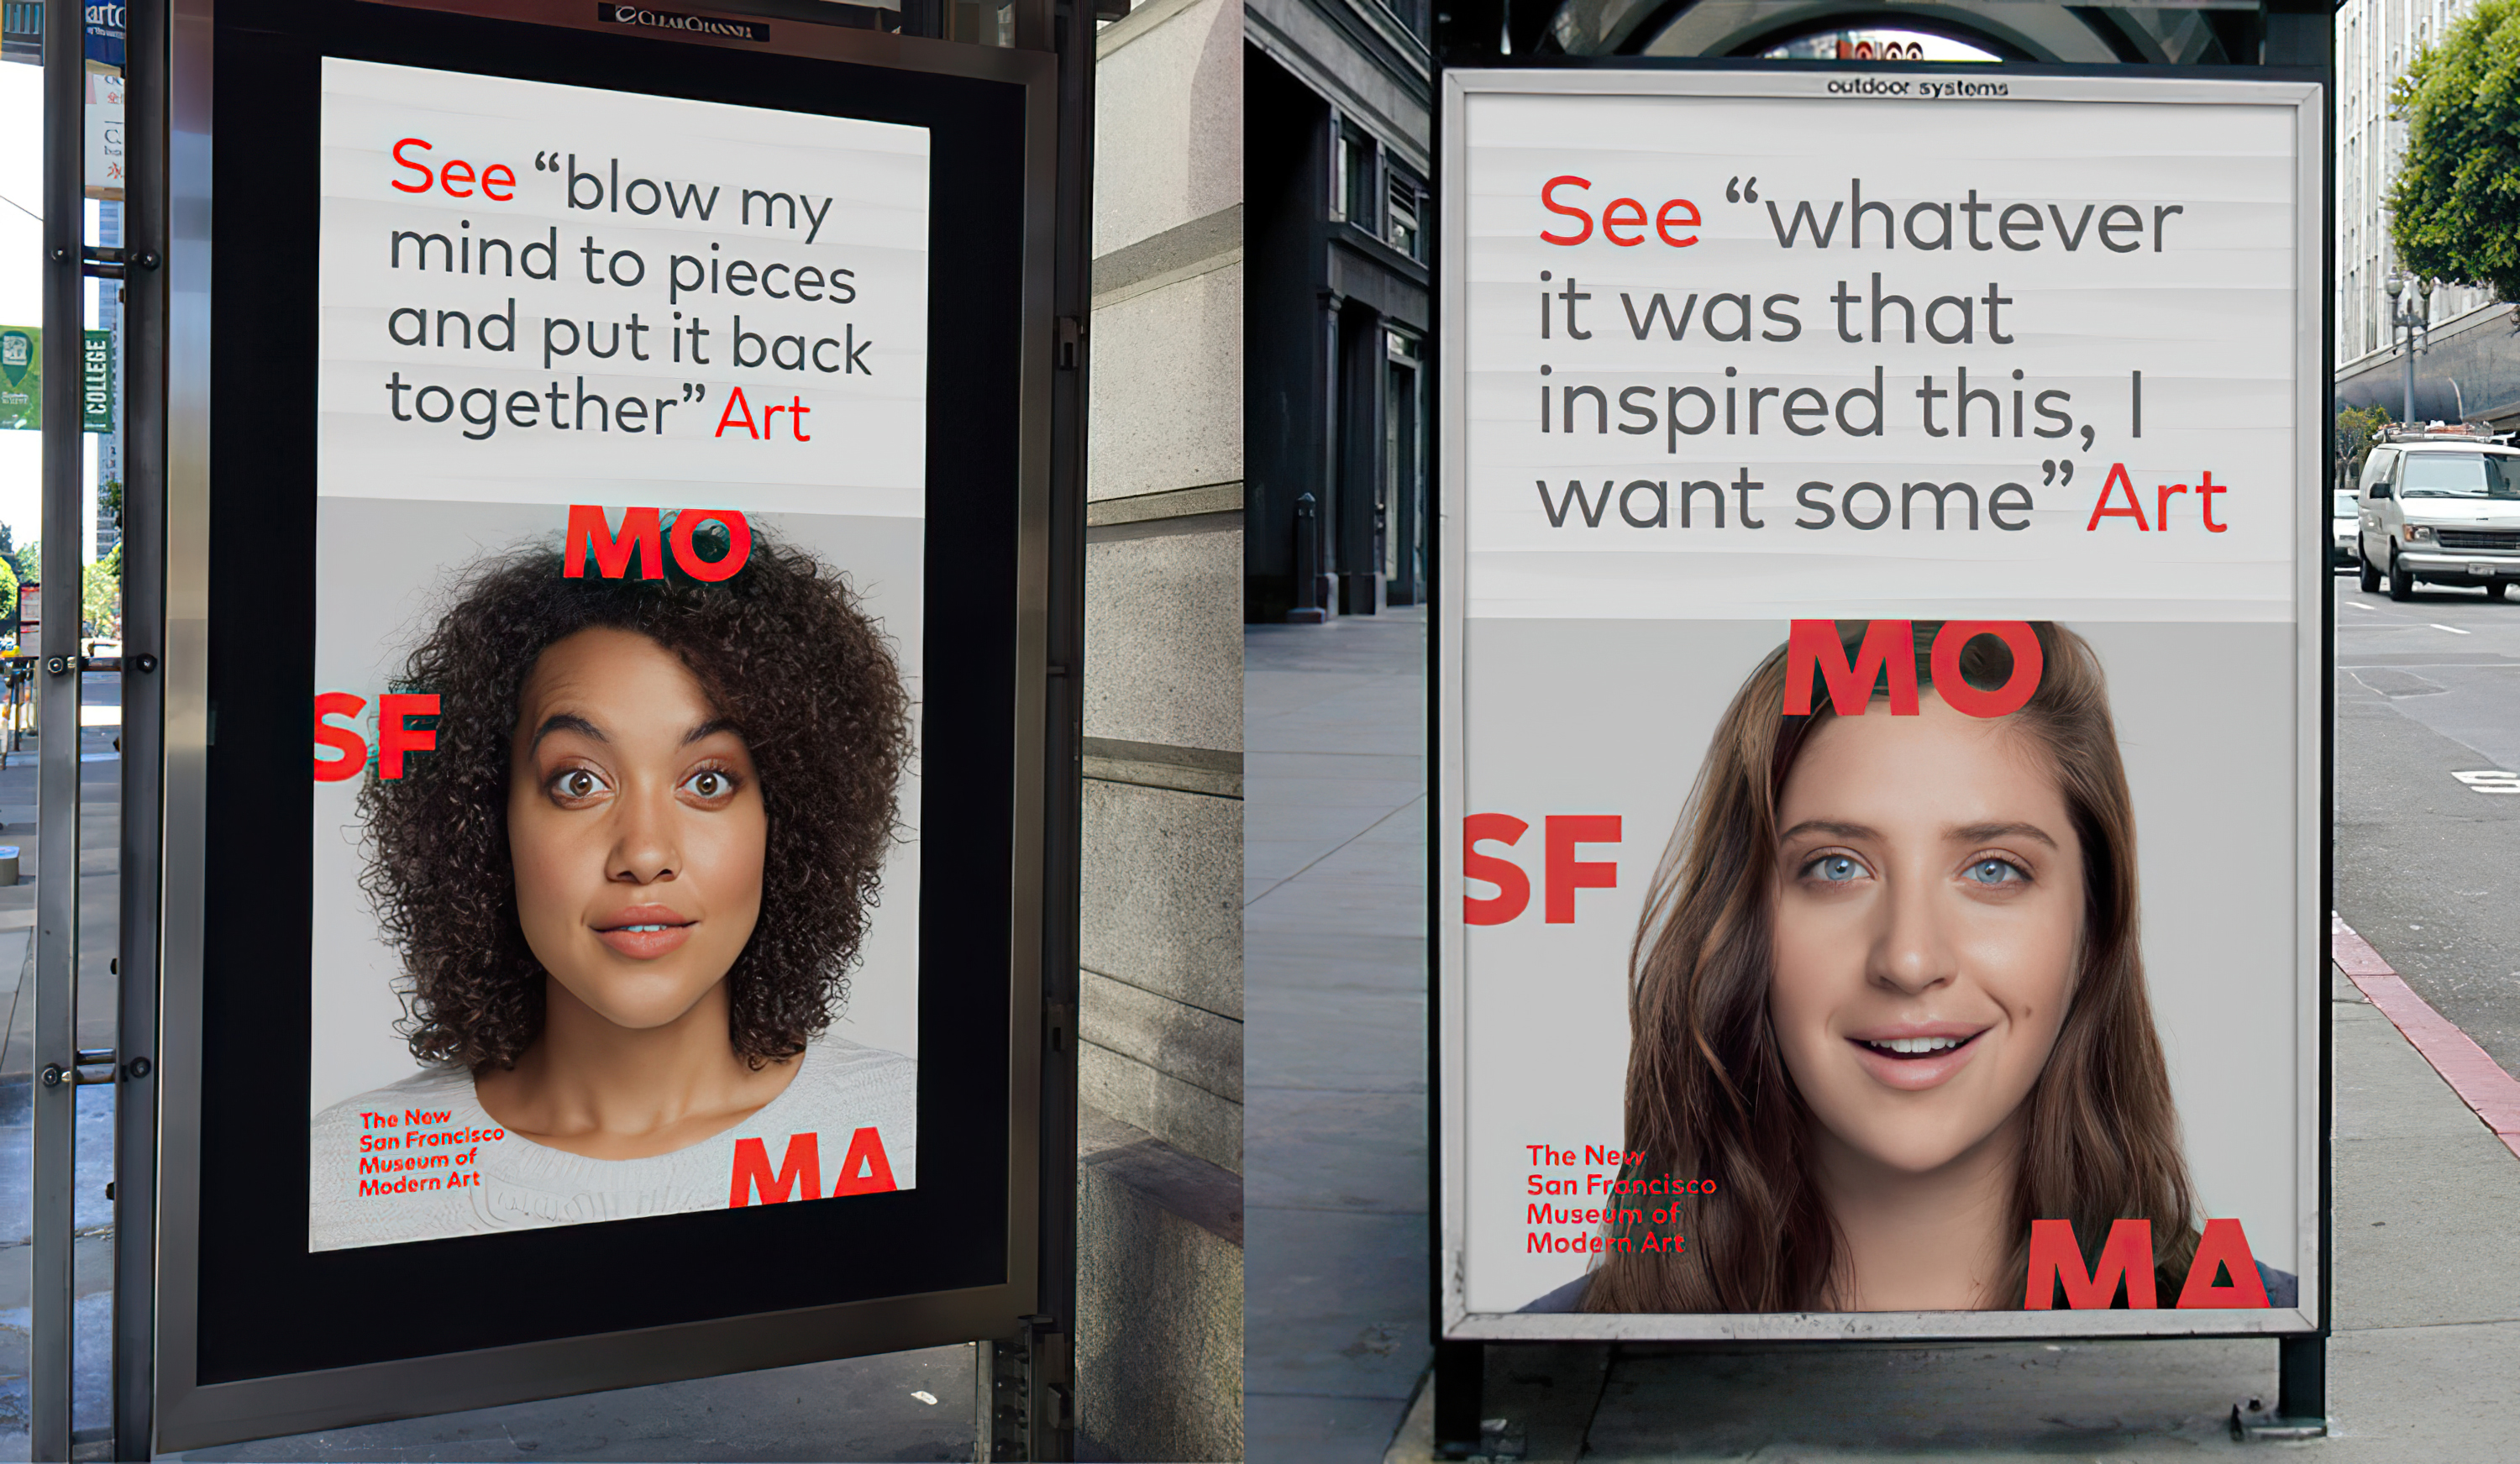 CLEARCHANNEL
See “blow my
mind to pieces
and put it back
together” Art
MO
SF
The New
San Francisco
Museum of
Modern Art
MA
COLLEGE
outdoor systems
See “whatever
it was that
inspired this, I
want some” Art
MO
SF
The New
San Francisco
Museum of
Modern Art
MA